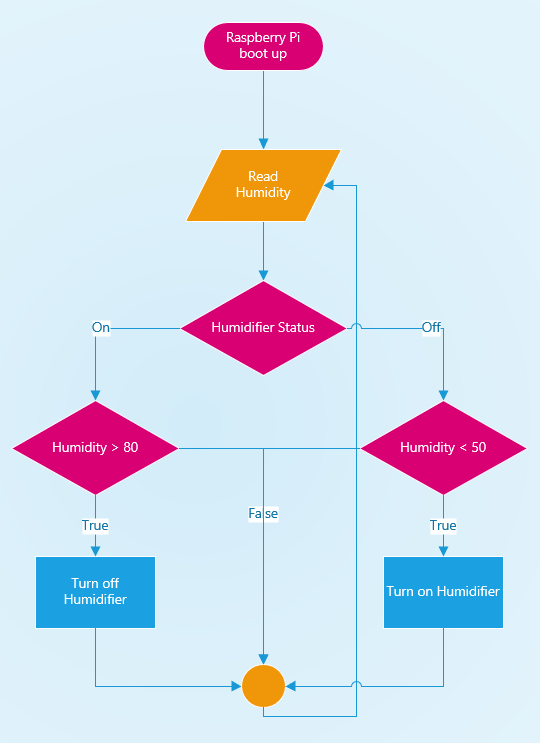 Raspberry Pi
boot up
Read
Humidity
Humidifier Status
On
Off
Humidity > 80
Humidity < 50
False
True
True
Turn off
Humidifier
Turn on Humidifier